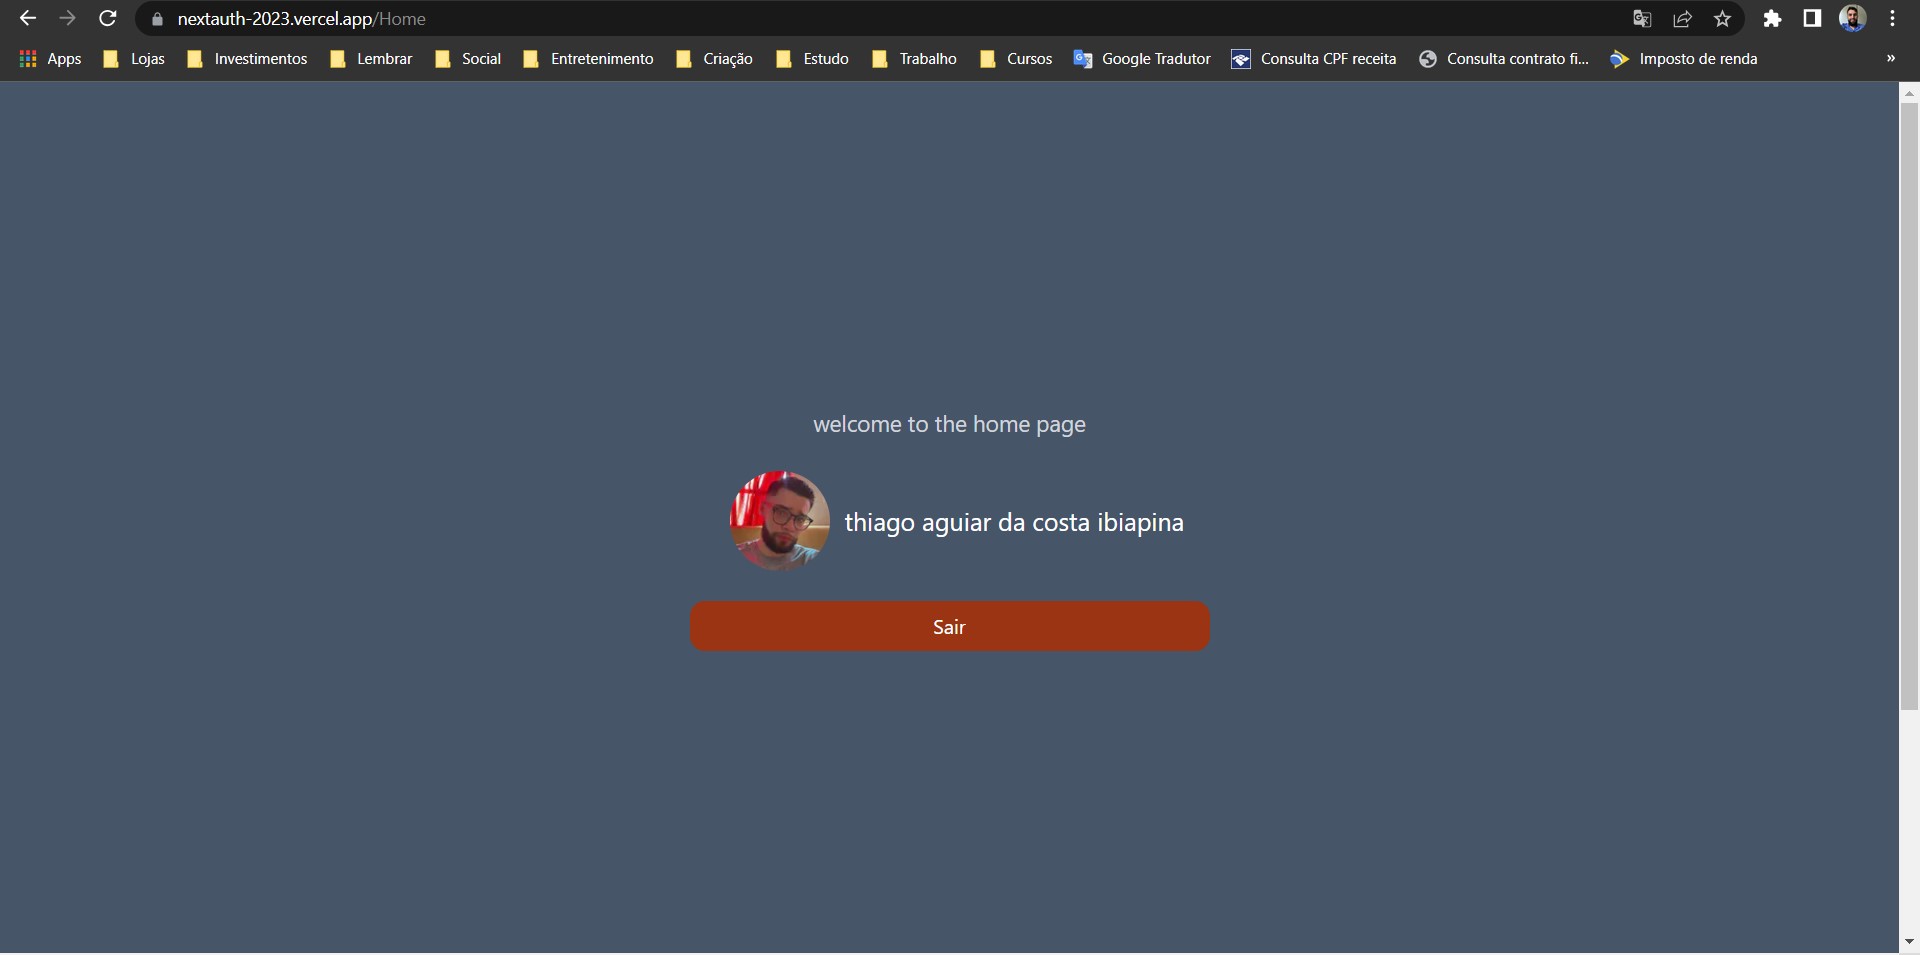 nextauth-2023.vercel.app/Home
Apps Lojas Investimentos Lembrar Social Entretenimento Criação Estudo Trabalho Cursos Google Tradutor Consulta CPF receita Consulta contrato fi... Imposto de renda »
welcome to the home page
thiago aguiar da costa ibiapina
Sair